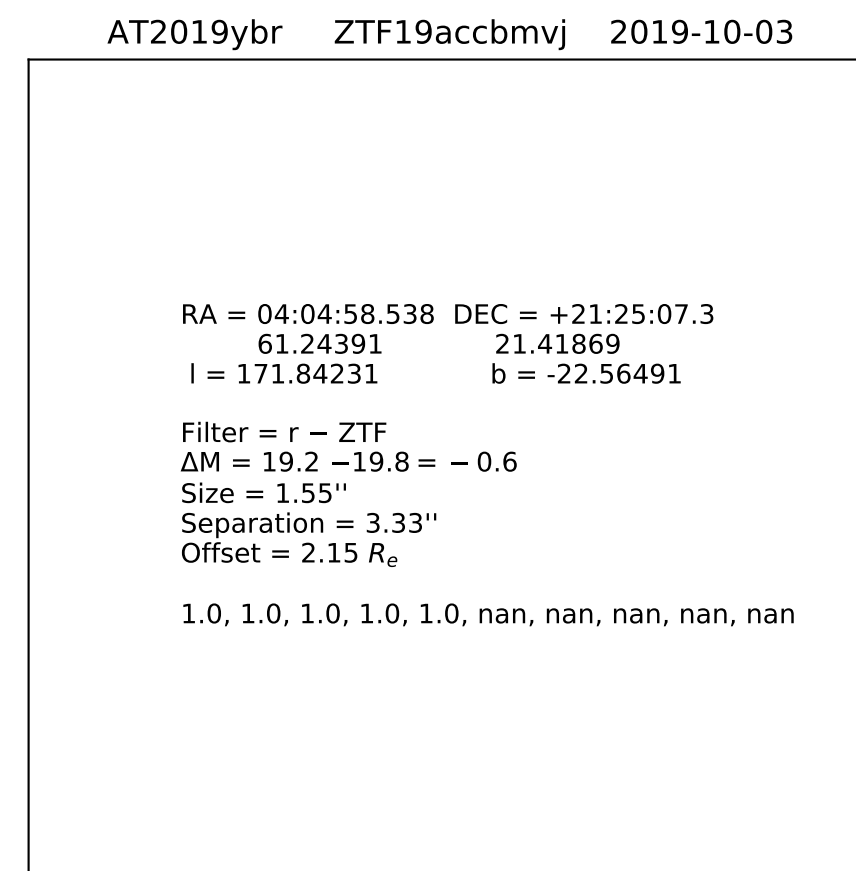 AT2019ybr ZTF19accbmvj 2019-10-03
RA = 04:04:58.538 DEC = +21:25:07.3
61.24391 21.41869
l = 171.84231 b = -22.56491
Filter = r − ZTF
ΔM = 19.2 −19.8 = − 0.6
Size = 1.55''
Separation = 3.33''
Offset = 2.15 Re
1.0, 1.0, 1.0, 1.0, 1.0, nan, nan, nan, nan, nan